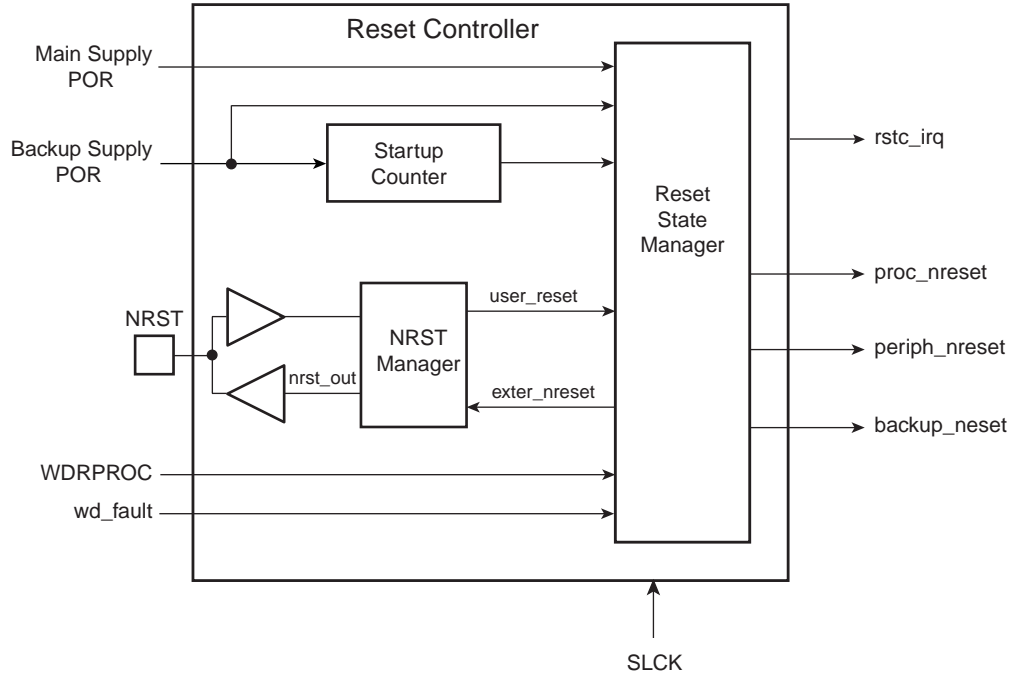 Reset Controller
Main Supply
POR
Backup Supply
POR
Startup
Counter
Reset
State
Manager
rstc_irq
proc_nreset
periph_nreset
backup_neset
NRST
NRST
Manager
user_reset
nrst_out
exter_nreset
WDRPROC
wd_fault
SLCK